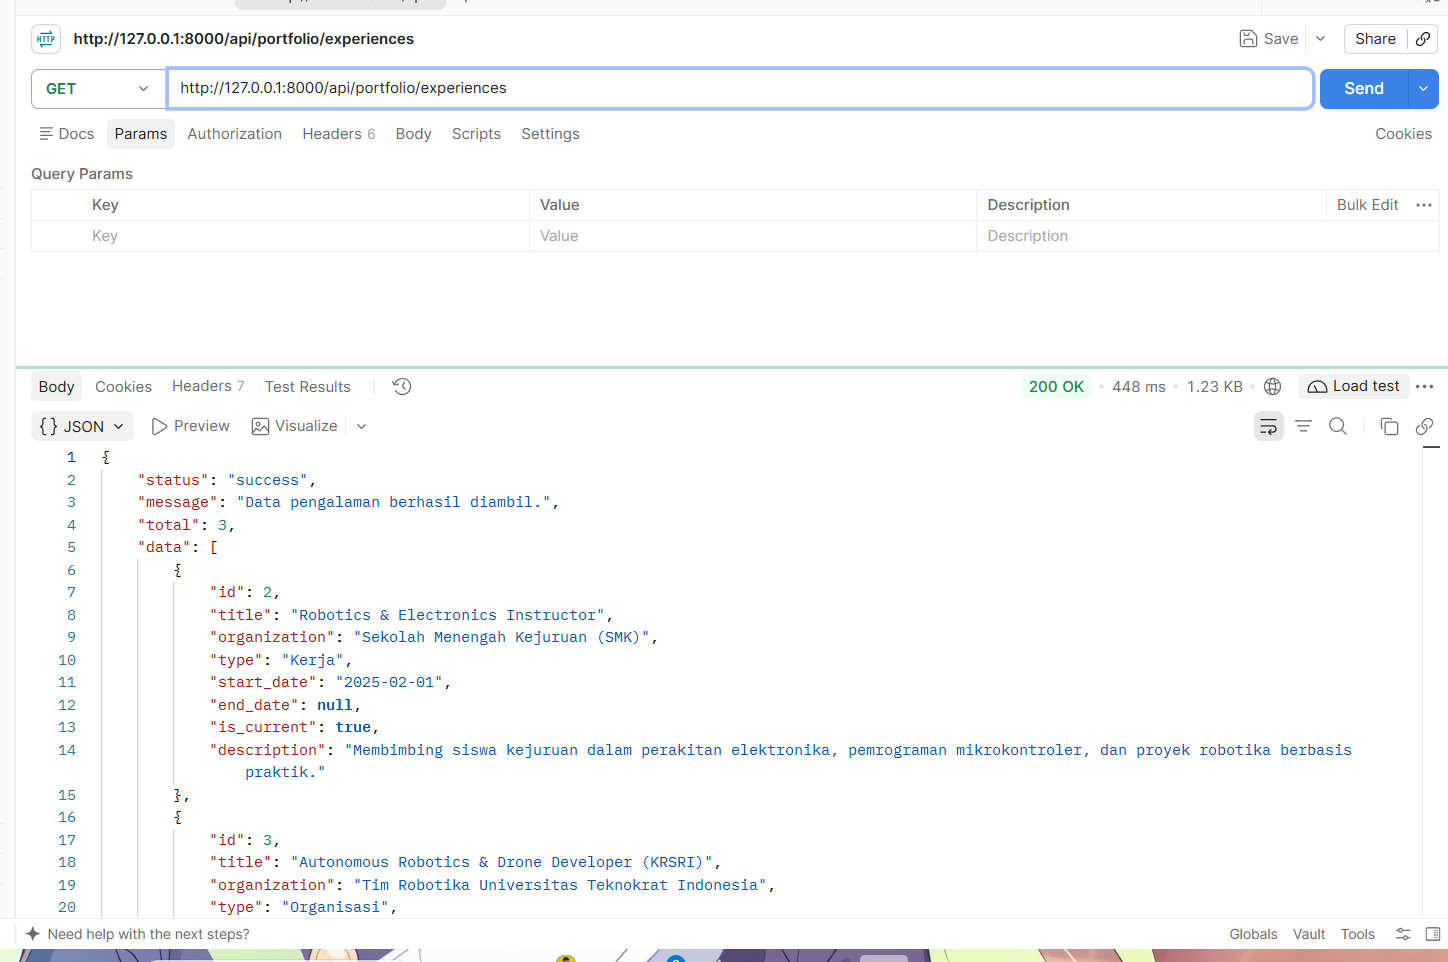 HTTP http://127.0.0.1:8000/api/portfolio/experiences Save Share
GET http://127.0.0.1:8000/api/portfolio/experiences Send
Docs Params Authorization Headers 6 Body Scripts Settings Cookies
Query Params
Key Value Description Bulk Edit
Key Value Description
Body Cookies Headers 7 Test Results 200 OK 448 ms 1.23 KB Load test
{} JSON Preview Visualize
1 {
2 "status": "success",
3 "message": "Data pengalaman berhasil diambil.",
4 "total": 3,
5 "data": [
6 {
7 "id": 2,
8 "title": "Robotics & Electronics Instructor",
9 "organization": "Sekolah Menengah Kejuruan (SMK)",
10 "type": "Kerja",
11 "start_date": "2025-02-01",
12 "end_date": null,
13 "is_current": true,
14 "description": "Membimbing siswa kejuruan dalam perakitan elektronika, pemrograman mikrokontroler, dan proyek robotika berbasis
praktik."
15 },
16 {
17 "id": 3,
18 "title": "Autonomous Robotics & Drone Developer (KRSRI)",
19 "organization": "Tim Robotika Universitas Teknokrat Indonesia",
20 "type": "Organisasi",
Need help with the next steps? Globals Vault Tools